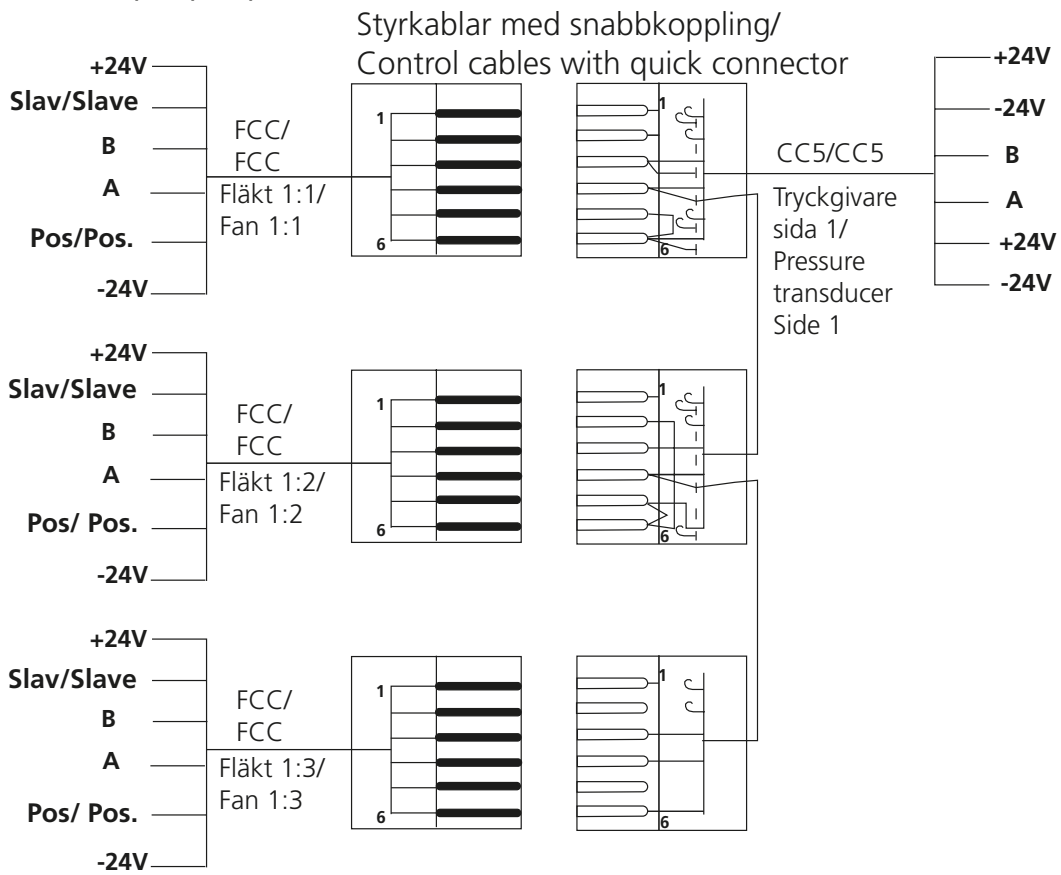 Styrkablar med snabbkoppling/
Control cables with quick connector
+24V
Slav/Slave
B
A
Pos/Pos.
-24V
FCC/
FCC
Fläkt 1:1/
Fan 1:1
1
6
1
6
CC5/CC5
Tryckgivare
sida 1/
Pressure
transducer
Side 1
+24V
-24V
B
A
+24V
-24V
+24V
Slav/Slave
B
A
Pos/ Pos.
-24V
FCC/
FCC
Fläkt 1:2/
Fan 1:2
1
6
1
6
+24V
Slav/Slave
B
A
Pos/ Pos.
-24V
FCC/
FCC
Fläkt 1:3/
Fan 1:3
1
6
1
6